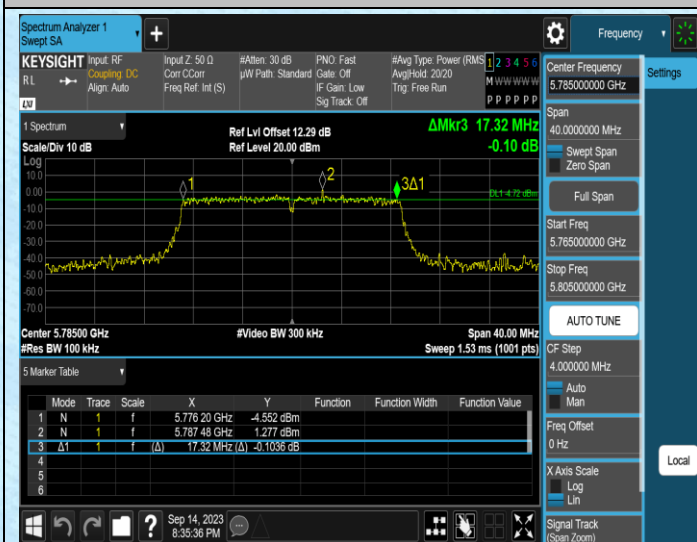 Spectrum Analyzer 1
Swept SA
Frequency
KEYSIGHT Input: RF Input Z: 50 Ω #Atten: 30 dB PNO: Fast #Avg Type: Power (RMS 1 2 3 4 5 6
RL Coupling: DC Corr CCorr µW Path: Standard Gate: Off Avg|Hold: 20/20 M W W W W W
Align: Auto Freq Ref: Int (S) IF Gain: Low Trig: Free Run
Sig Track: Off P P P P P P
LXI
1 Spectrum
Ref Lvl Offset 12.29 dB ΔMkr3 17.32 MHz
Scale/Div 10 dB Ref Level 20.00 dBm -0.10 dB
Log
10.0
0.00
-10.0
-20.0
-30.0
-40.0
-50.0
-60.0
-70.0
1
2
3Δ1
DL1 -4.72 dBm
Center 5.78500 GHz #Video BW 300 kHz Span 40.00 MHz
#Res BW 100 kHz Sweep 1.53 ms (1001 pts)
5 Marker Table
Mode Trace Scale X Y Function Function Width Function Value
1 N 1 f 5.776 20 GHz -4.552 dBm
2 N 1 f 5.787 48 GHz 1.277 dBm
3 Δ1 1 f (Δ) 17.32 MHz (Δ) -0.1036 dB
4
5
6
Sep 14, 2023
8:35:36 PM
Center Frequency
5.785000000 GHz
Settings
Span
40.0000000 MHz
Swept Span
Zero Span
Full Span
Start Freq
5.765000000 GHz
Stop Freq
5.805000000 GHz
AUTO TUNE
CF Step
4.000000 MHz
Auto
Man
Freq Offset
0 Hz
X Axis Scale
Log
Lin
Local
Signal Track
(Span Zoom)